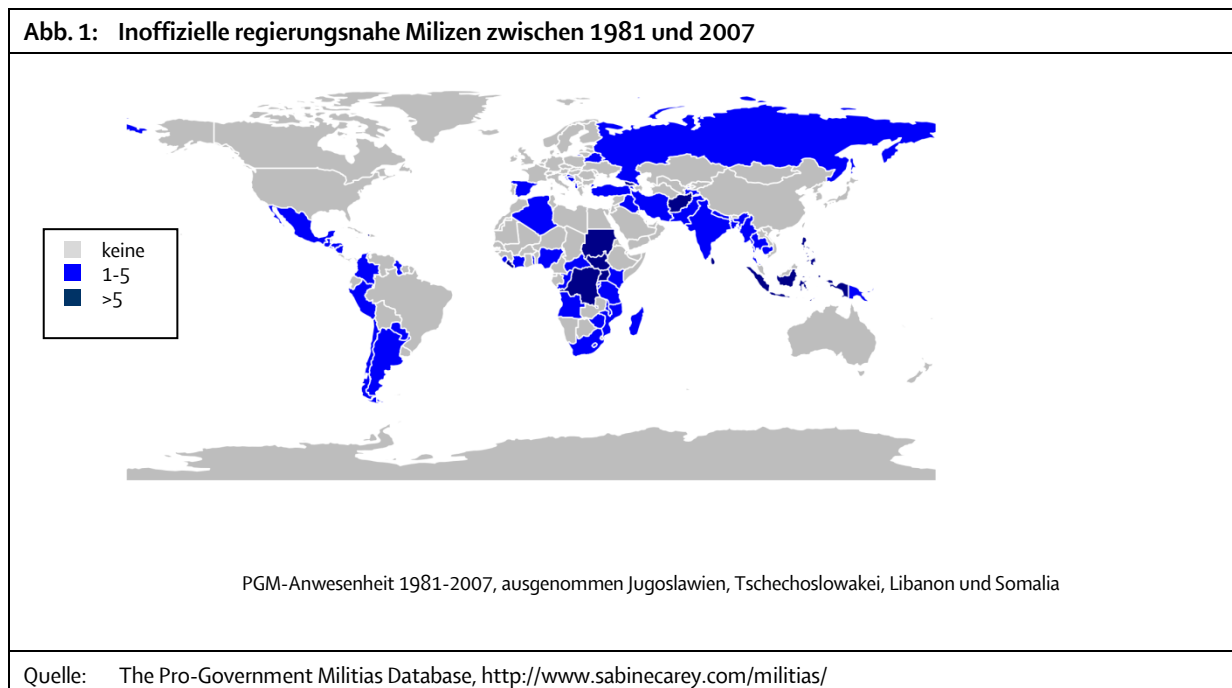 Abb. 1: Inoffizielle regierungsnahe Milizen zwischen 1981 und 2007
keine
1-5
>5
PGM-Anwesenheit 1981-2007, ausgenommen Jugoslawien, Tschechoslowakei, Libanon und Somalia
Quelle: The Pro-Government Militias Database, http://www.sabinecarey.com/militias/